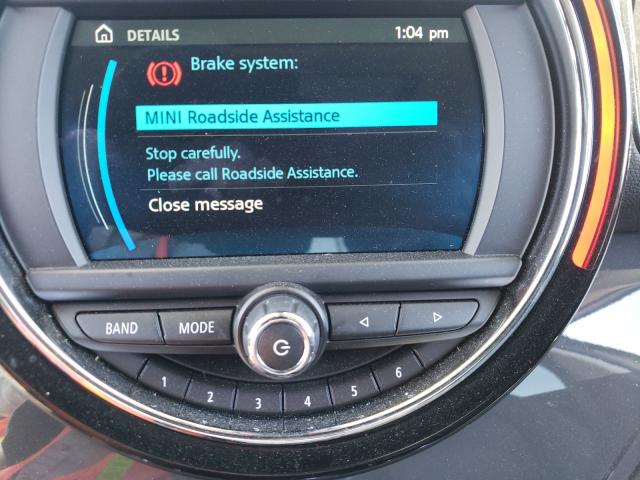 DETAILS
1:04 pm
Brake system:
MINI Roadside Assistance
Stop carefully.
Please call Roadside Assistance.
Close message
BAND
MODE
1
2
3
4
5
6